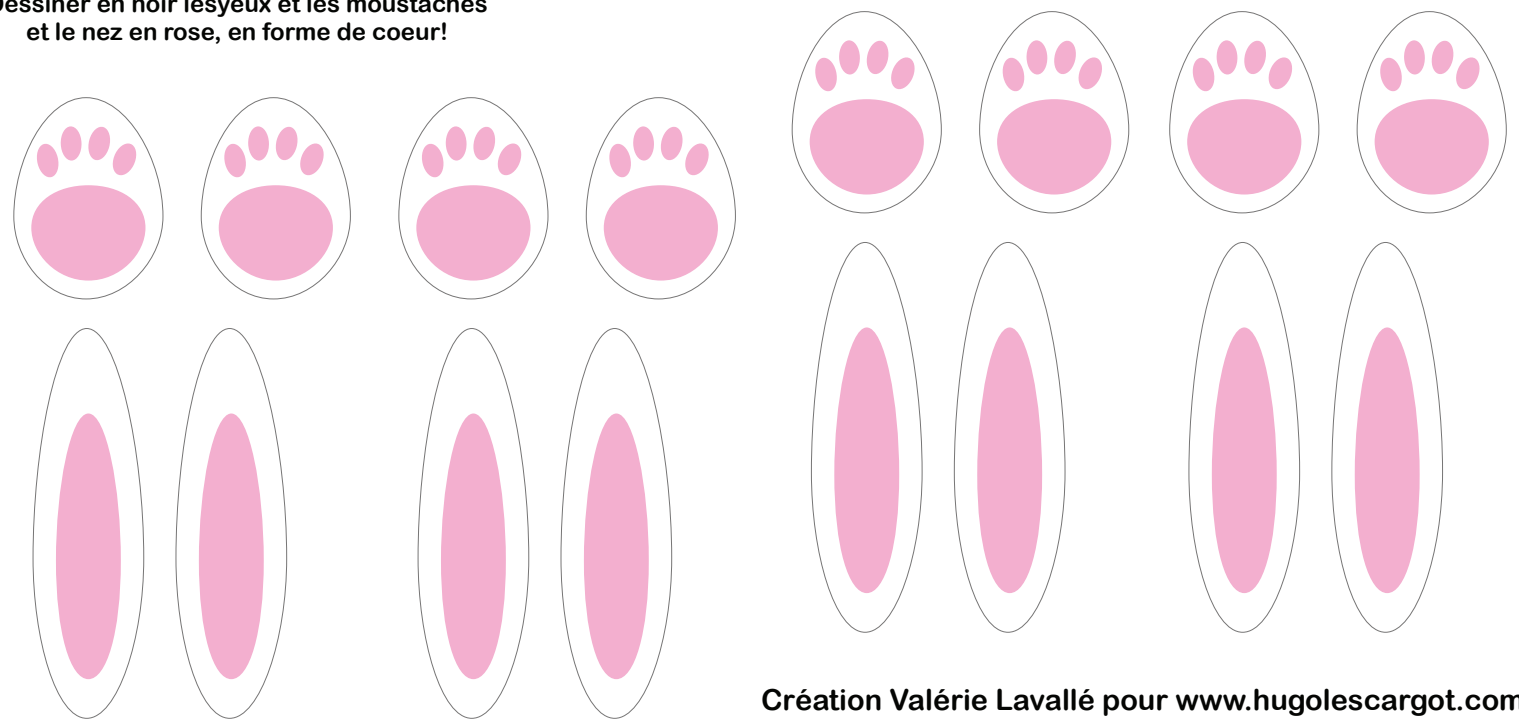 Dessiner en noir lesyeux et les moustaches
et le nez en rose, en forme de coeur!
Création Valérie Lavallé pour www.hugolescargot.com